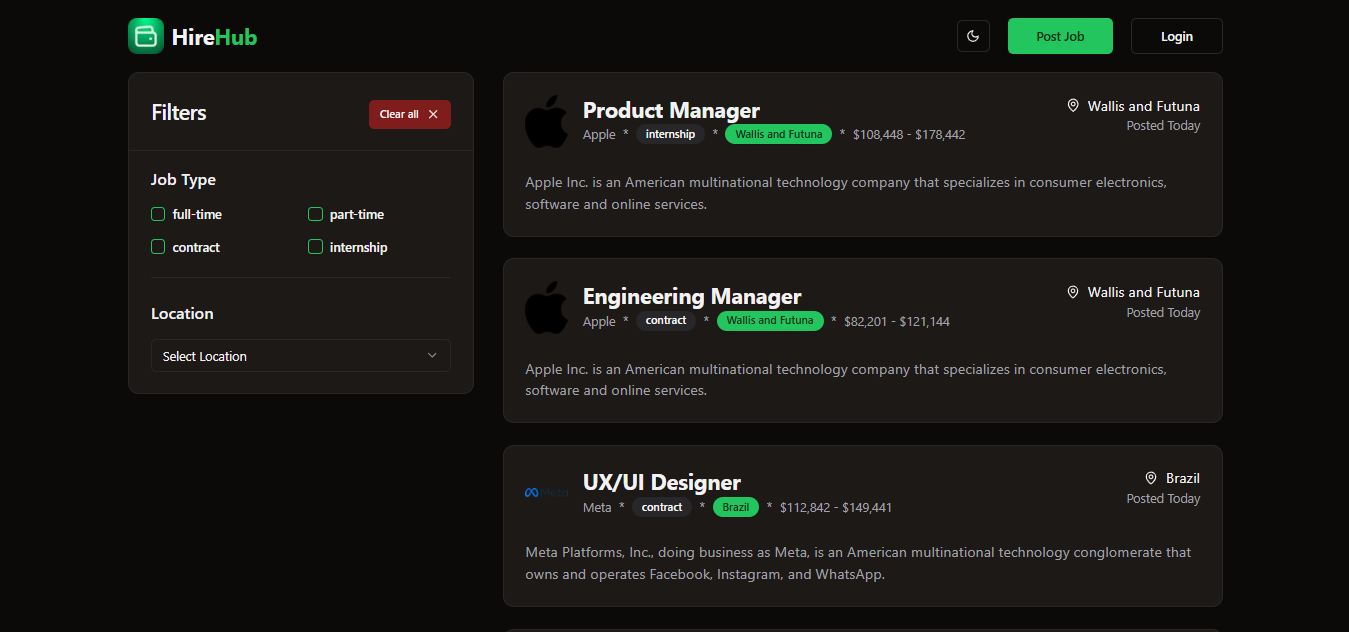 HireHub
Post Job
Login
Filters
Clear all
Job Type
full-time
part-time
contract
internship
Location
Select Location
Product Manager
Apple * internship * Wallis and Futuna * $108,448 - $178,442
Wallis and Futuna
Posted Today
Apple Inc. is an American multinational technology company that specializes in consumer electronics,
software and online services.
Engineering Manager
Apple * contract * Wallis and Futuna * $82,201 - $121,144
Wallis and Futuna
Posted Today
Apple Inc. is an American multinational technology company that specializes in consumer electronics,
software and online services.
Meta
UX/UI Designer
Meta * contract * Brazil * $112,842 - $149,441
Brazil
Posted Today
Meta Platforms, Inc., doing business as Meta, is an American multinational technology conglomerate that
owns and operates Facebook, Instagram, and WhatsApp.